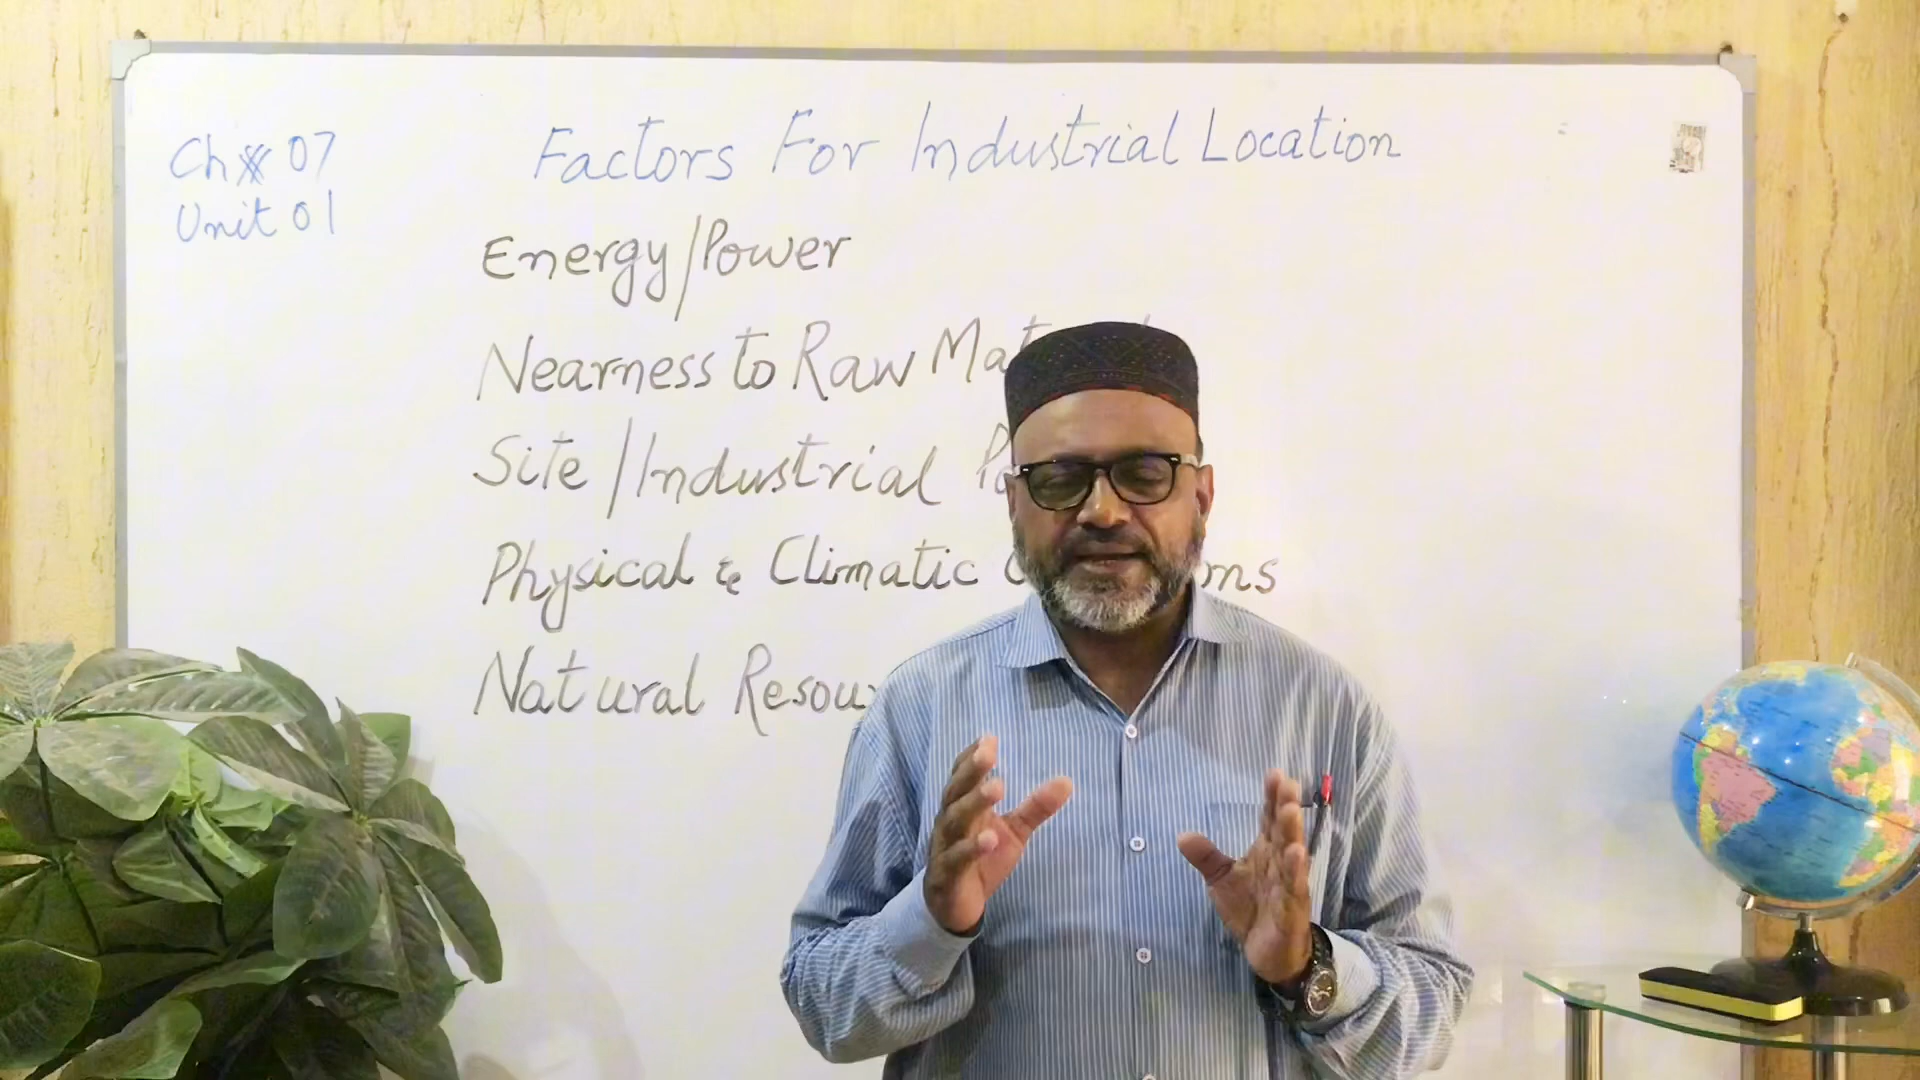 Ch 07
Unit 01
Factors For Industrial Location
Energy/Power
Nearness to Raw
Site/Industrial
Physical & Climatic
Natural